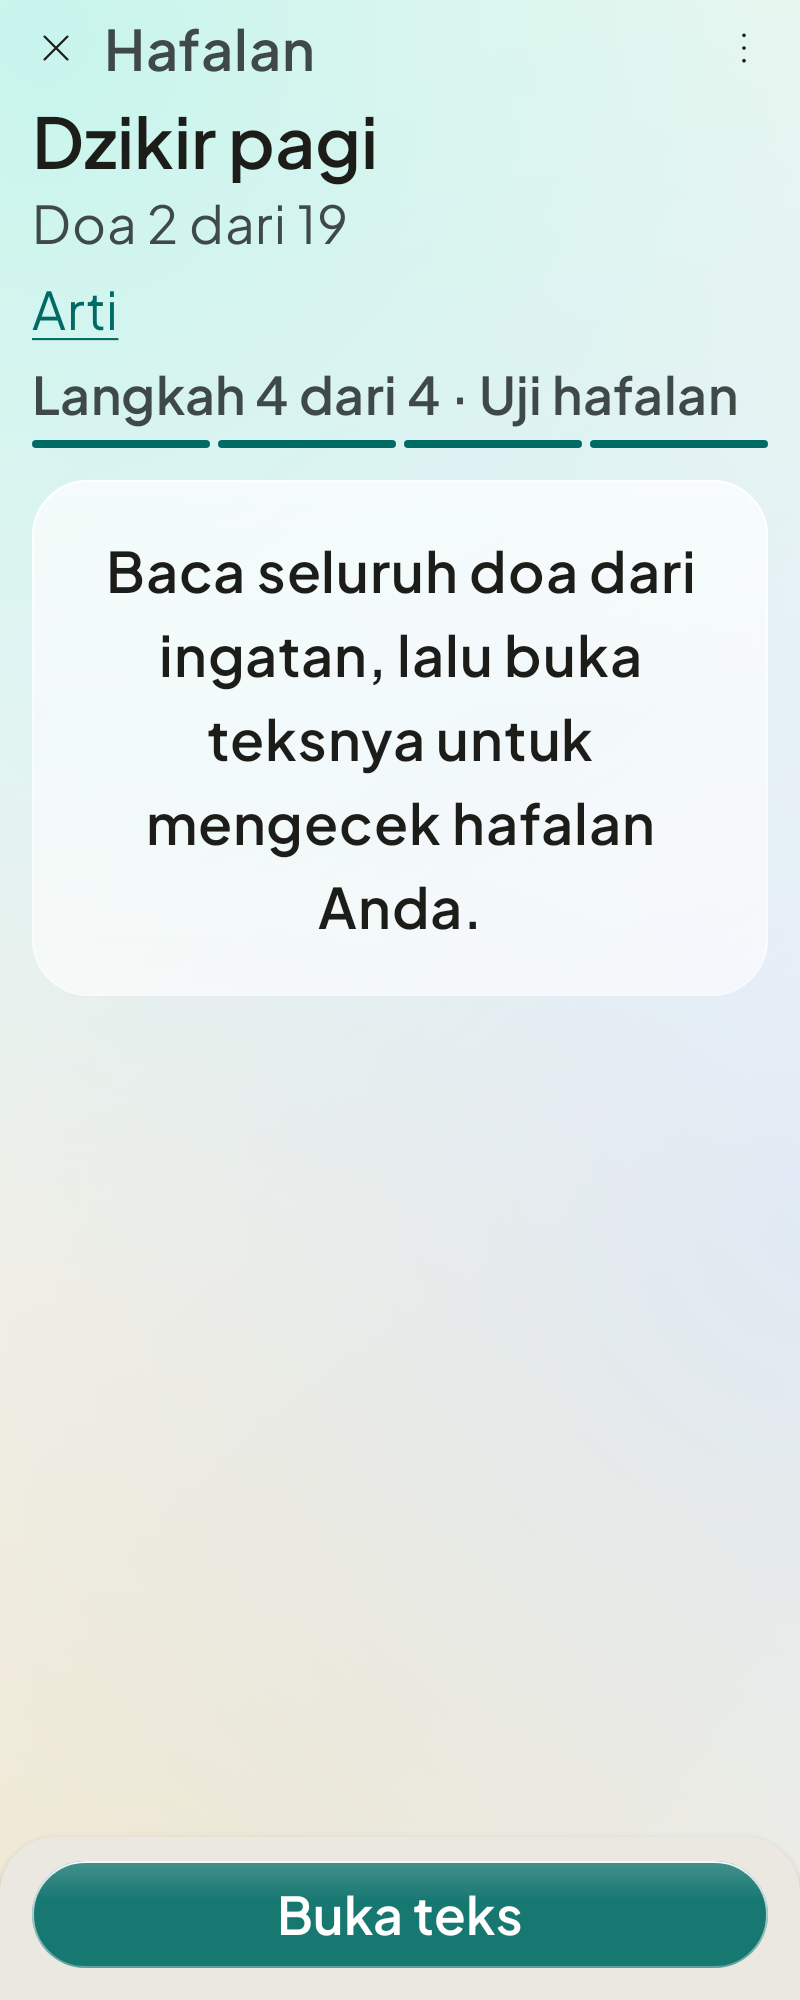 Hafalan
Dzikir pagi
Doa 2 dari 19
Arti
Langkah 4 dari 4 · Uji hafalan
Baca seluruh doa dari
ingatan, lalu buka
teksnya untuk
mengecek hafalan
Anda.
Buka teks